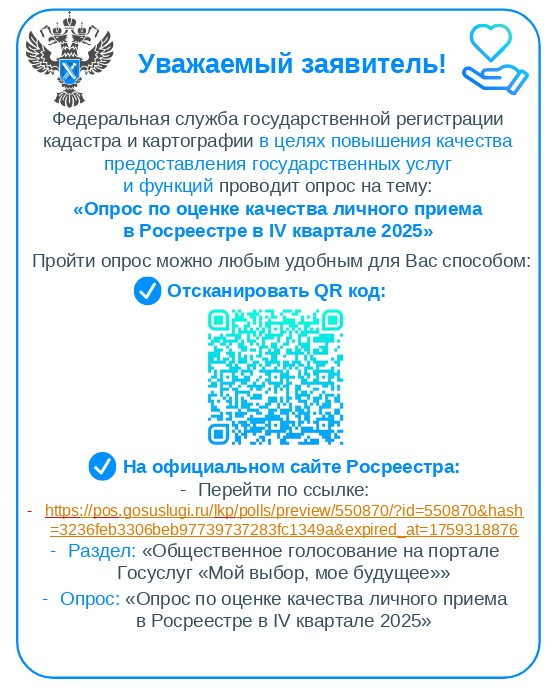 Уважаемый заявитель!
Федеральная служба государственной регистрации
кадастра и картографии в целях повышения качества
предоставления государственных услуг
и функций проводит опрос на тему:
«Опрос по оценке качества личного приема
в Росреестре в IV квартале 2025»
Пройти опрос можно любым удобным для Вас способом:
Отсканировать QR код:
На официальном сайте Росреестра:
- Перейти по ссылке:
- https://pos.gosuslugi.ru/lkp/polls/preview/550870/?id=550870&hash
=3236feb3306beb97739737283fc1349a&expired_at=1759318876
- Раздел: «Общественное голосование на портале
Госуслуг «Мой выбор, мое будущее»»
- Опрос: «Опрос по оценке качества личного приема
в Росреестре в IV квартале 2025»